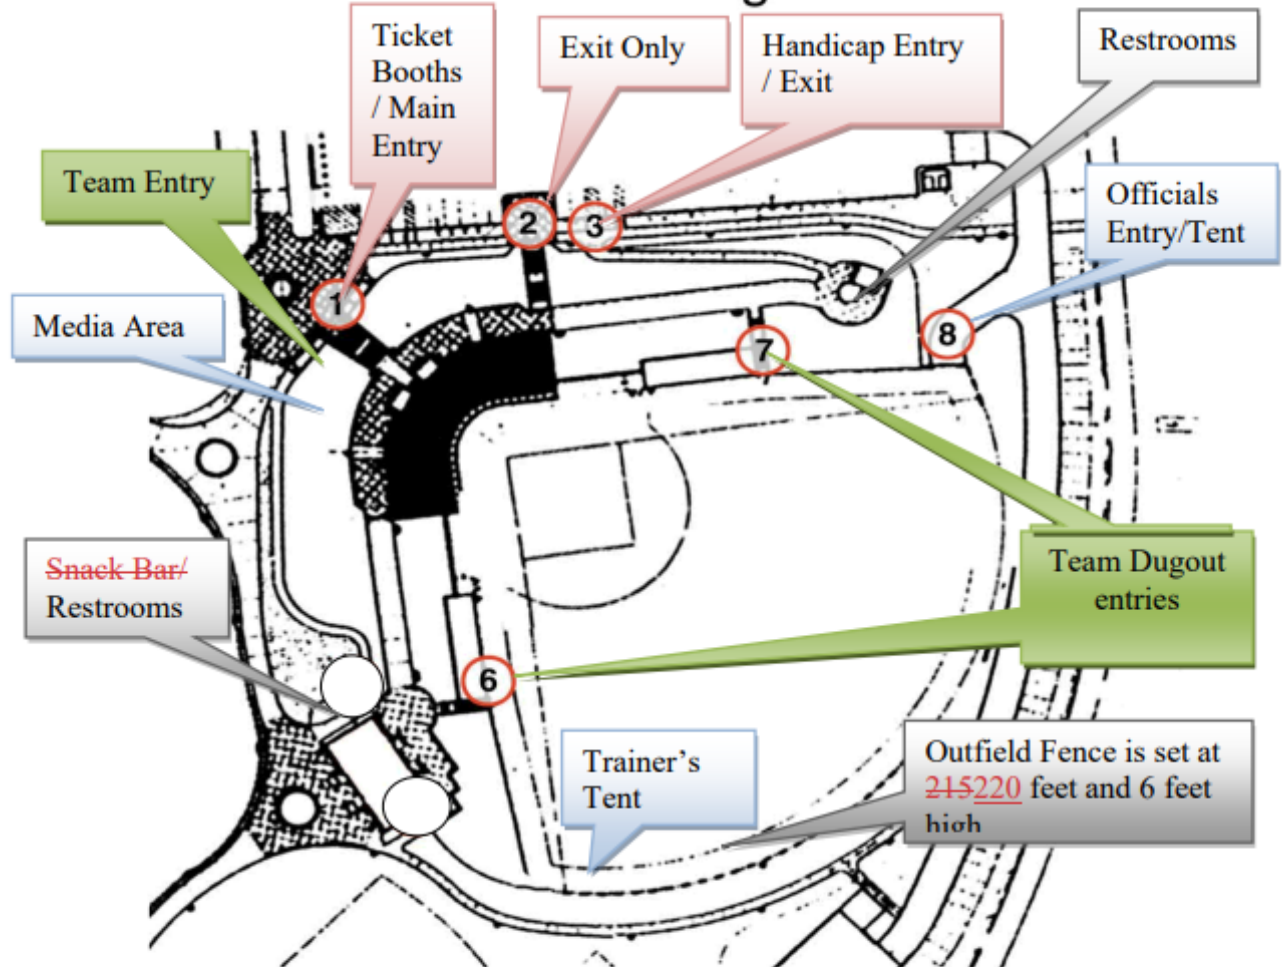 Ticket
Booths
/ Main
Entry
Exit Only
Handicap Entry
/ Exit
Restrooms
Team Entry
Officials
Entry/Tent
2
3
1
Media Area
8
7
Snack Bar/
Restrooms
Team Dugout
entries
6
Trainer's
Tent
Outfield Fence is set at
215220 feet and 6 feet
high